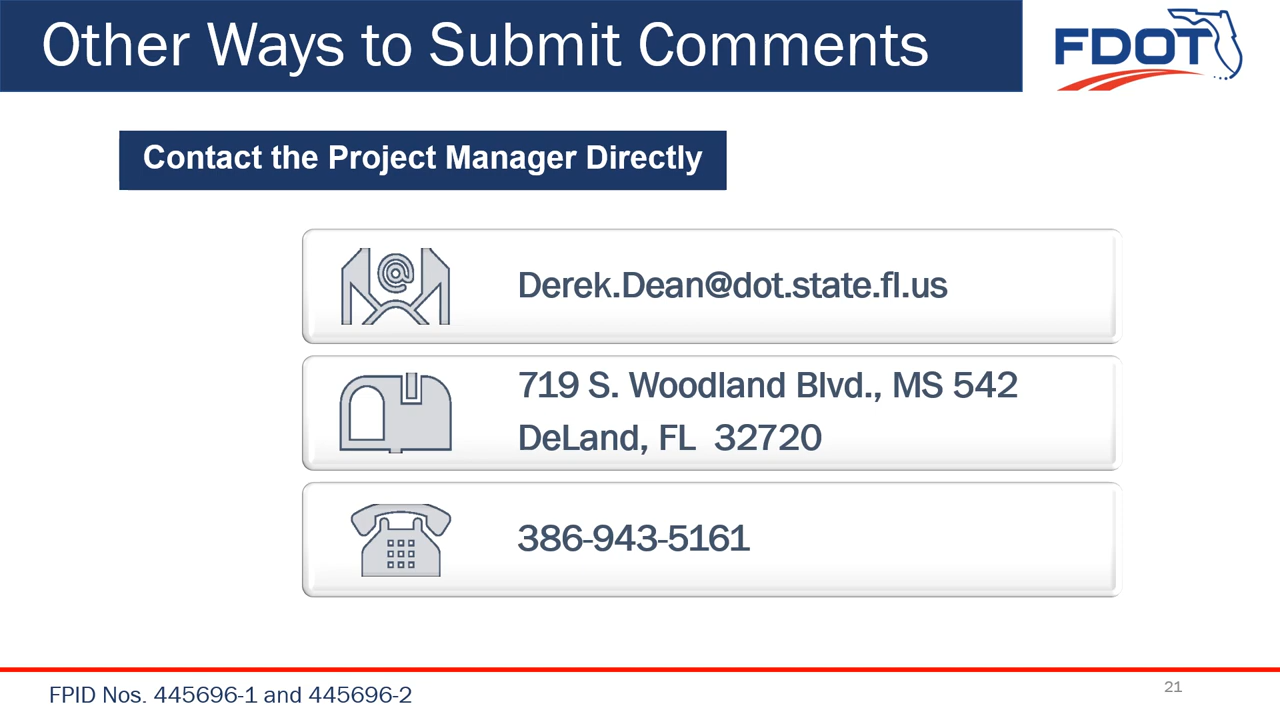 Other Ways to Submit Comments
FDOT
Contact the Project Manager Directly
@
Derek.Dean@dot.state.fl.us
719 S. Woodland Blvd., MS 542
DeLand, FL  32720
386-943-5161
FPID Nos. 445696-1 and 445696-2
21